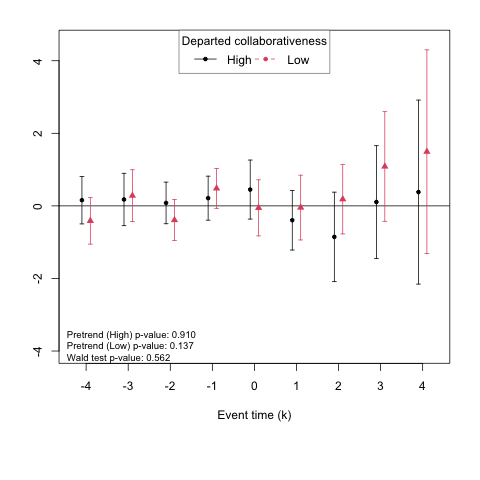 Departed collaborativeness
High Low
4
2
0
-2
-4
Pretrend (High) p-value: 0.910
Pretrend (Low) p-value: 0.137
Wald test p-value: 0.562
-4 -3 -2 -1 0 1 2 3 4
Event time (k)